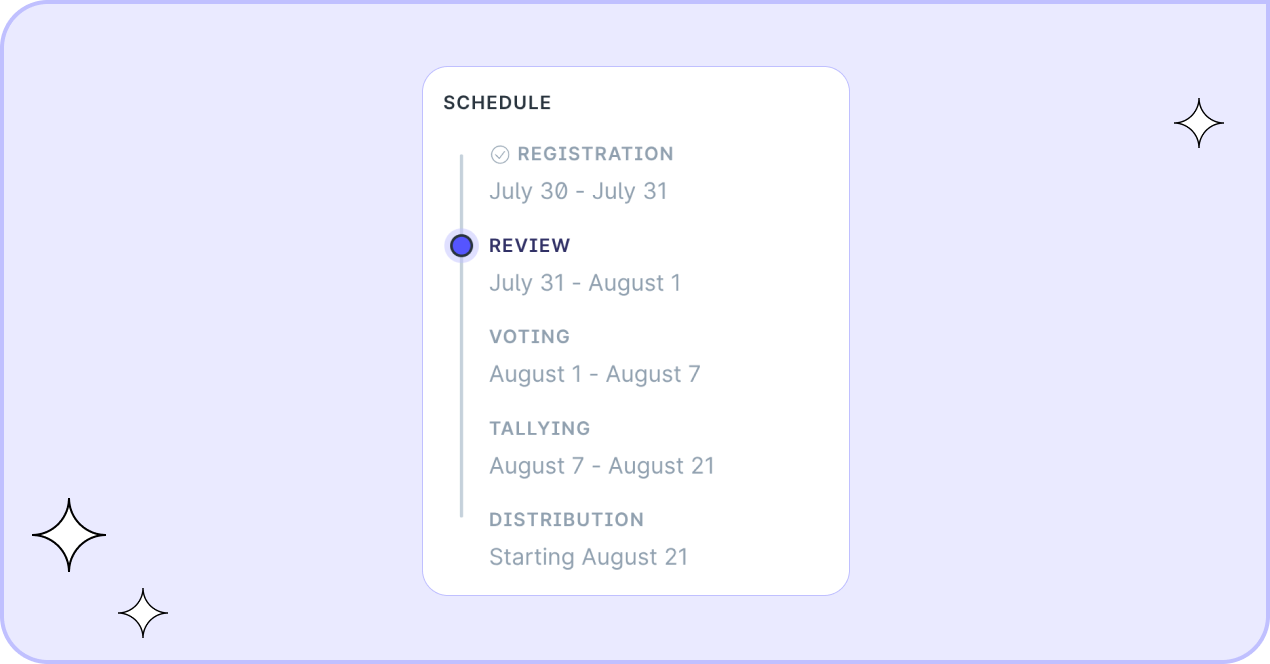 SCHEDULE
REGISTRATION
July 30 - July 31
REVIEW
July 31 - August 1
VOTING
August 1 - August 7
TALLYING
August 7 - August 21
DISTRIBUTION
Starting August 21